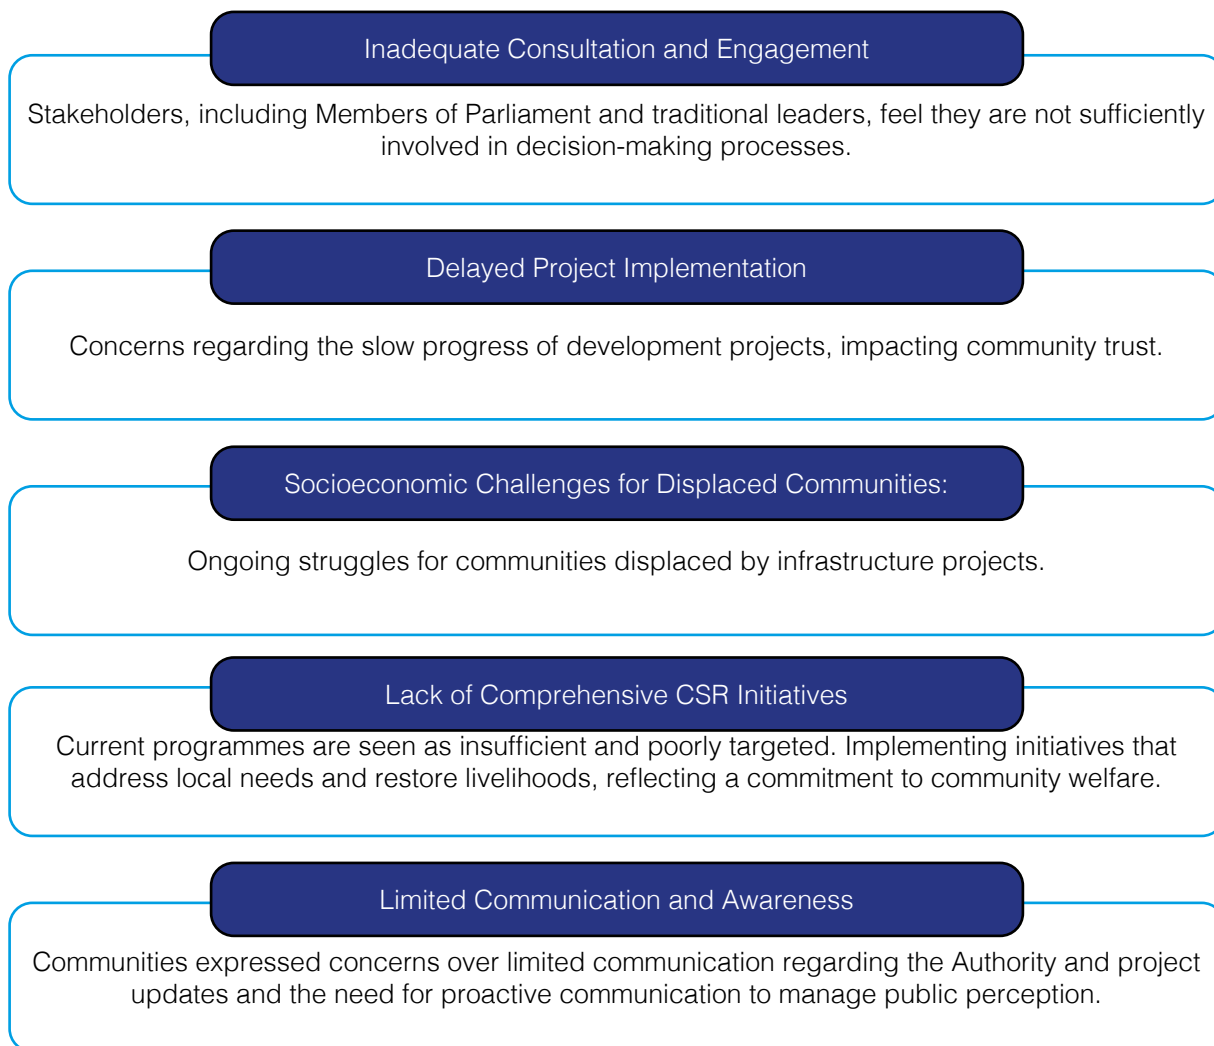 Inadequate Consultation and Engagement
Stakeholders, including Members of Parliament and traditional leaders, feel they are not sufficiently
involved in decision-making processes.
Delayed Project Implementation
Concerns regarding the slow progress of development projects, impacting community trust.
Socioeconomic Challenges for Displaced Communities:
Ongoing struggles for communities displaced by infrastructure projects.
Lack of Comprehensive CSR Initiatives
Current programmes are seen as insufficient and poorly targeted. Implementing initiatives that
address local needs and restore livelihoods, reflecting a commitment to community welfare.
Limited Communication and Awareness
Communities expressed concerns over limited communication regarding the Authority and project
updates and the need for proactive communication to manage public perception.